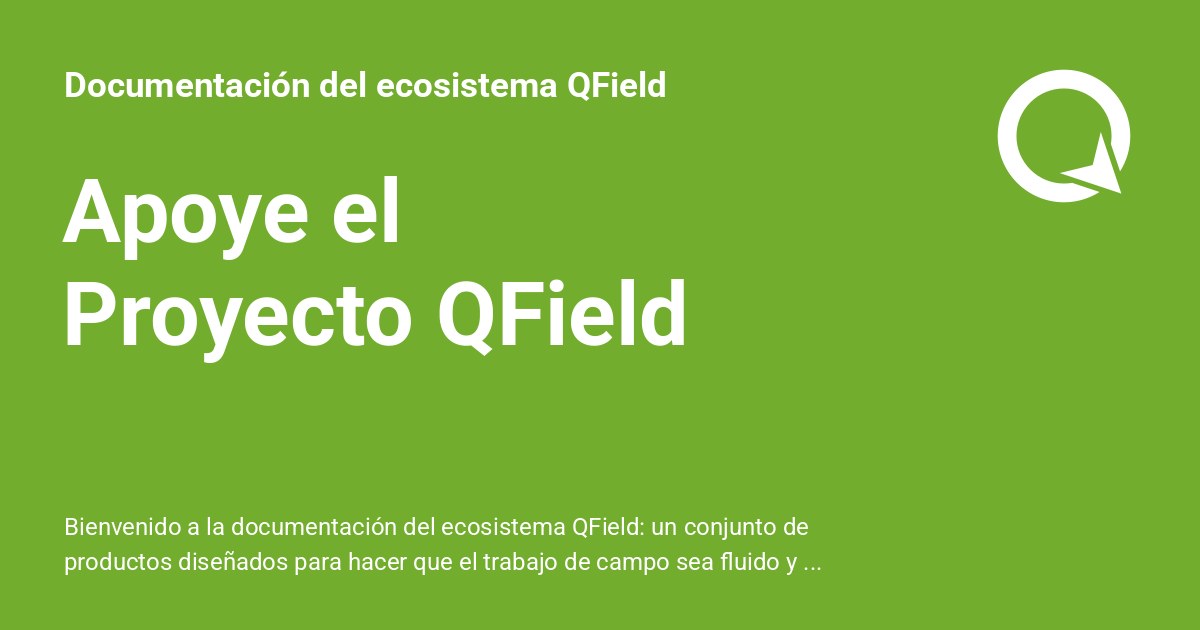 Documentación del ecosistema QField
Apoye el
Proyecto QField
Bienvenido a la documentación del ecosistema QField: un conjunto de
productos diseñados para hacer que el trabajo de campo sea fluido y ...